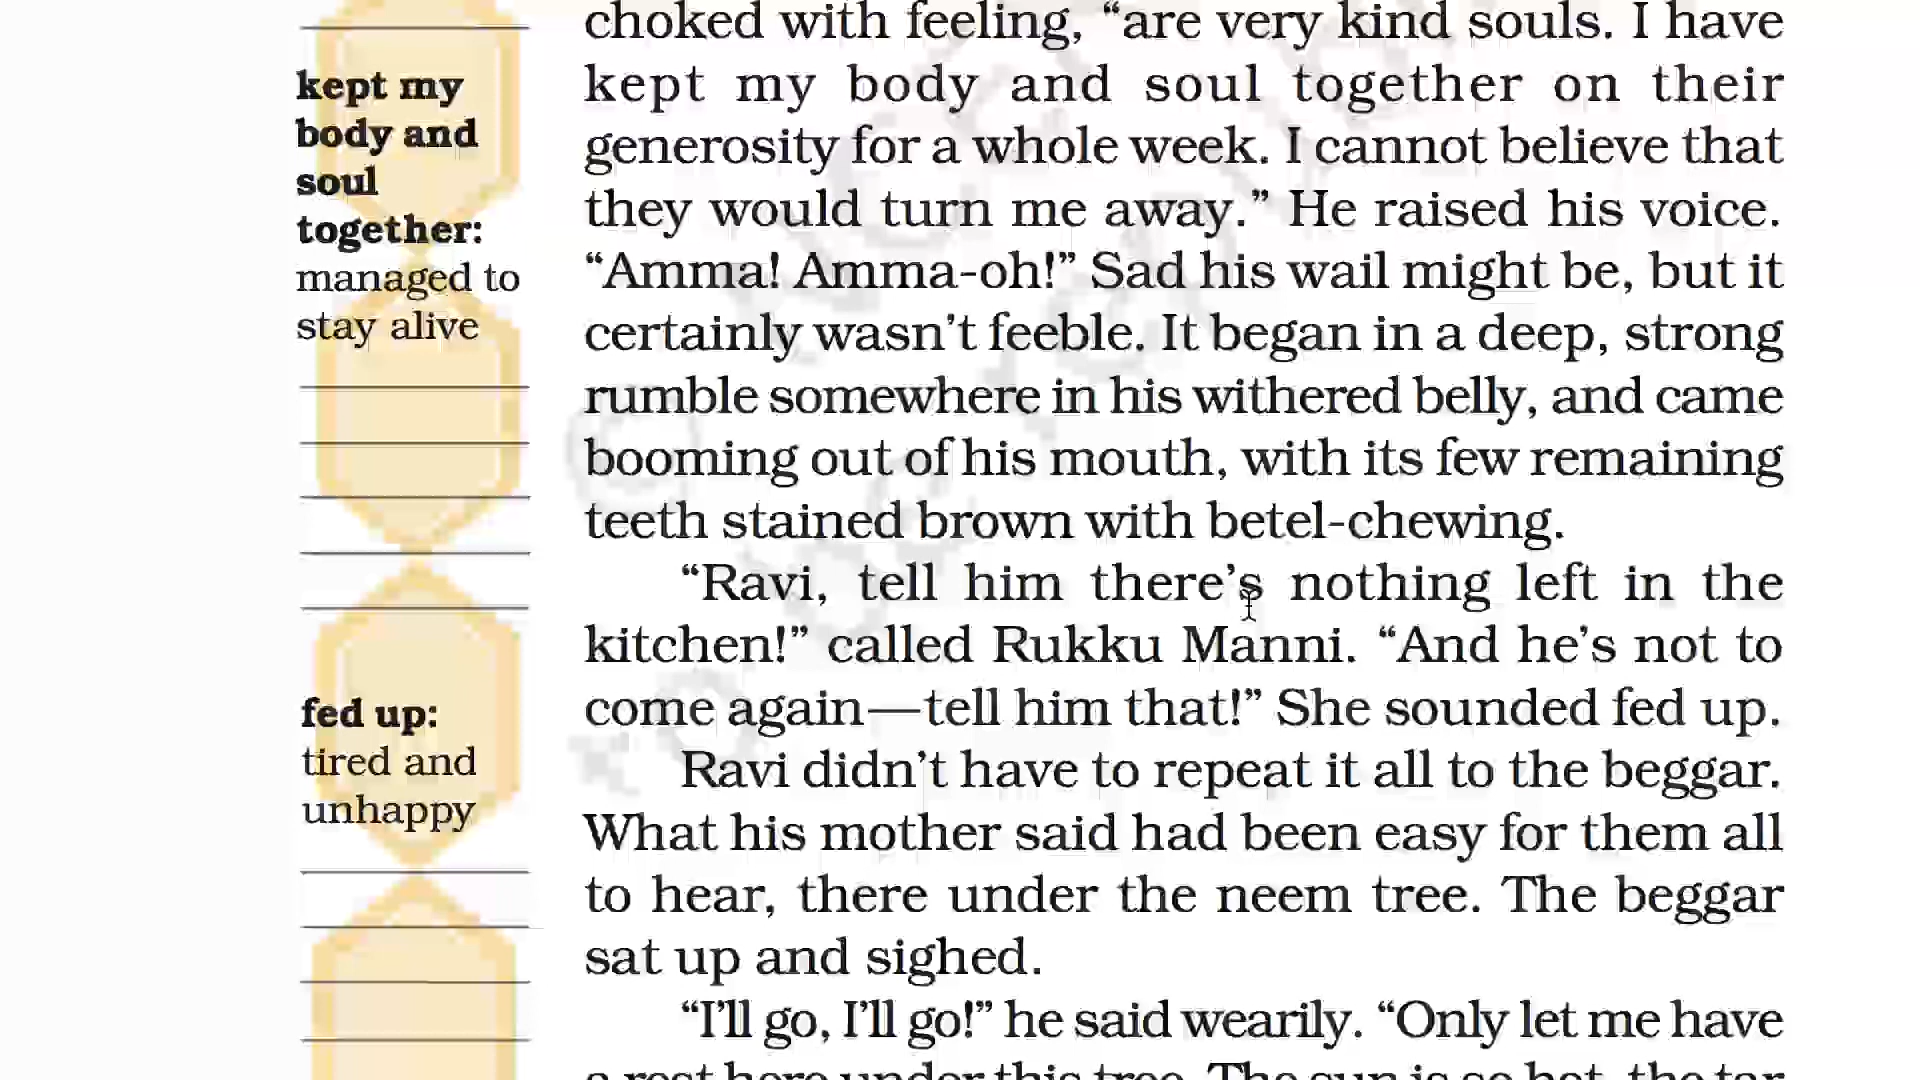 kept my
body and
soul
together:
managed to
stay alive
fed up:
tired and
unhappy
choked with feeling, “are very kind souls. I have
kept my body and soul together on their
generosity for a whole week. I cannot believe that
they would turn me away.” He raised his voice.
“Amma! Amma-oh!” Sad his wail might be, but it
certainly wasn’t feeble. It began in a deep, strong
rumble somewhere in his withered belly, and came
booming out of his mouth, with its few remaining
teeth stained brown with betel-chewing.
“Ravi, tell him there’s nothing left in the
kitchen!” called Rukku Manni. “And he’s not to
come again—tell him that!” She sounded fed up.
Ravi didn’t have to repeat it all to the beggar.
What his mother said had been easy for them all
to hear, there under the neem tree. The beggar
sat up and sighed.
“I’ll go, I’ll go!” he said wearily. “Only let me have
a rest here under this tree. The sun is so hot, the tar